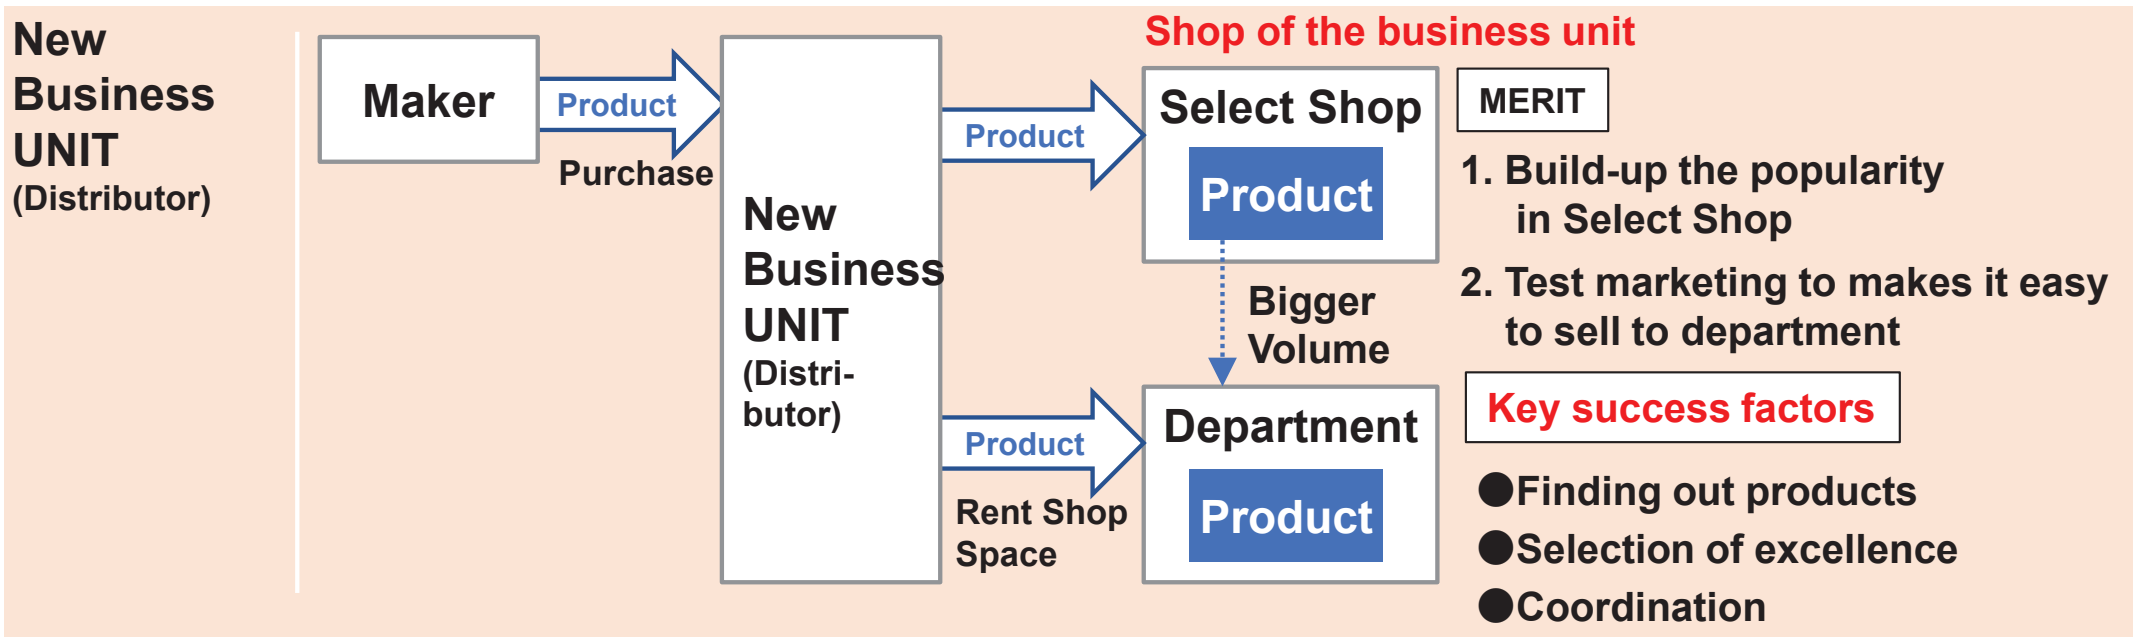 New
Business
UNIT
(Distributor)
Maker
Product
Purchase
New
Business
UNIT
(Distri-
butor)
Product
Product
Rent Shop
Space
Shop of the business unit
Select Shop
Product
Bigger
Volume
Department
Product
MERIT
1. Build-up the popularity
in Select Shop
2. Test marketing to makes it easy
to sell to department
Key success factors
●Finding out products
●Selection of excellence
●Coordination